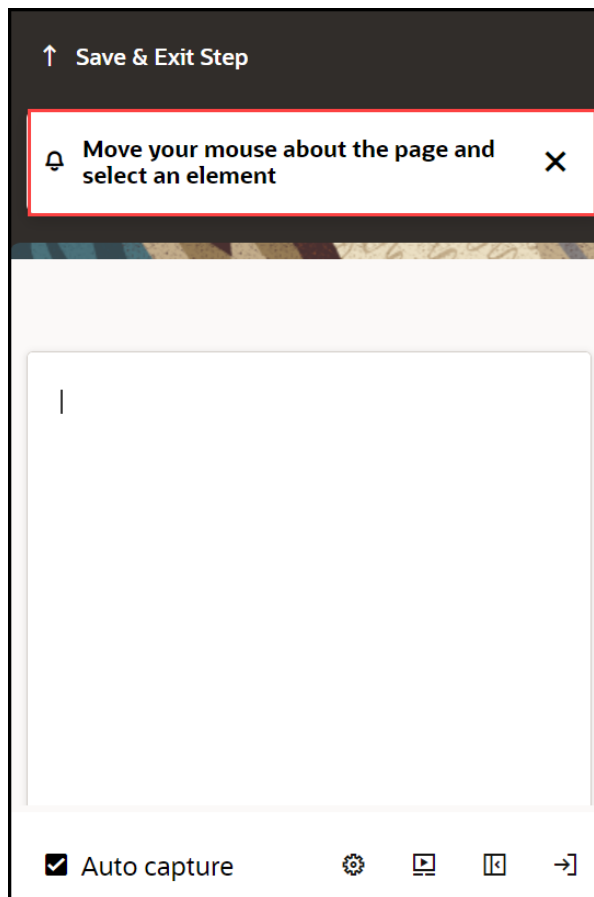 Save & Exit Step
Move your mouse about the page and
select an element
Auto capture